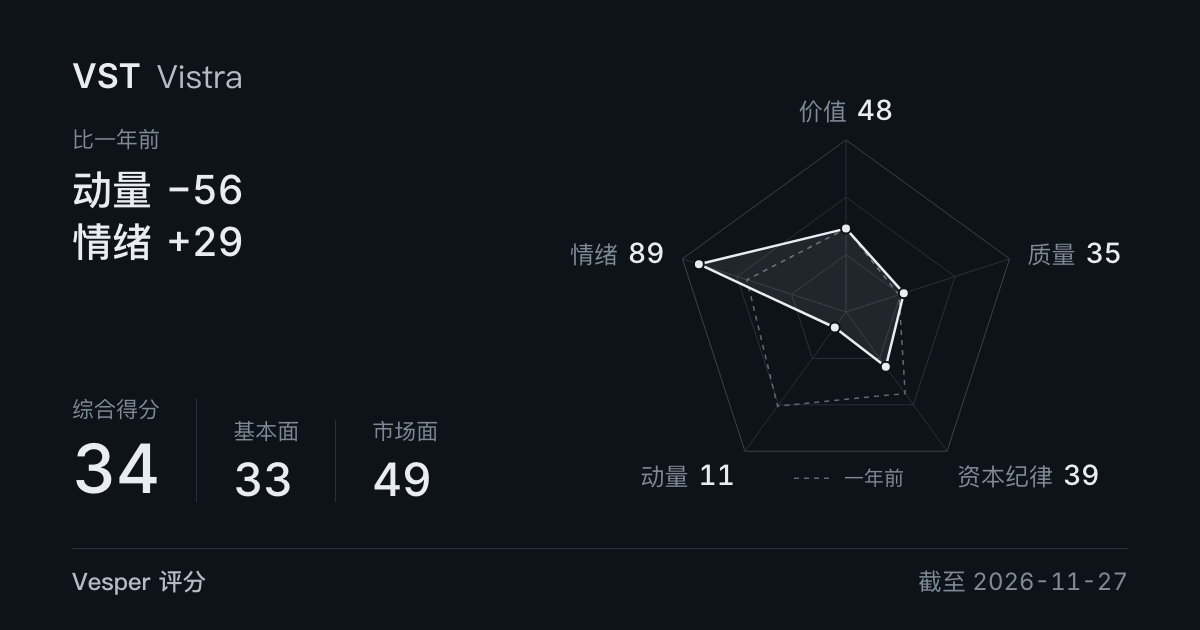 VST Vistra
比一年前
动量 −56
情绪 +29
综合得分
34
基本面
33
市场面
49
价值 48
质量 35
资本纪律 39
动量 11
情绪 89
一年前
Vesper 评分
截至 2026-11-27